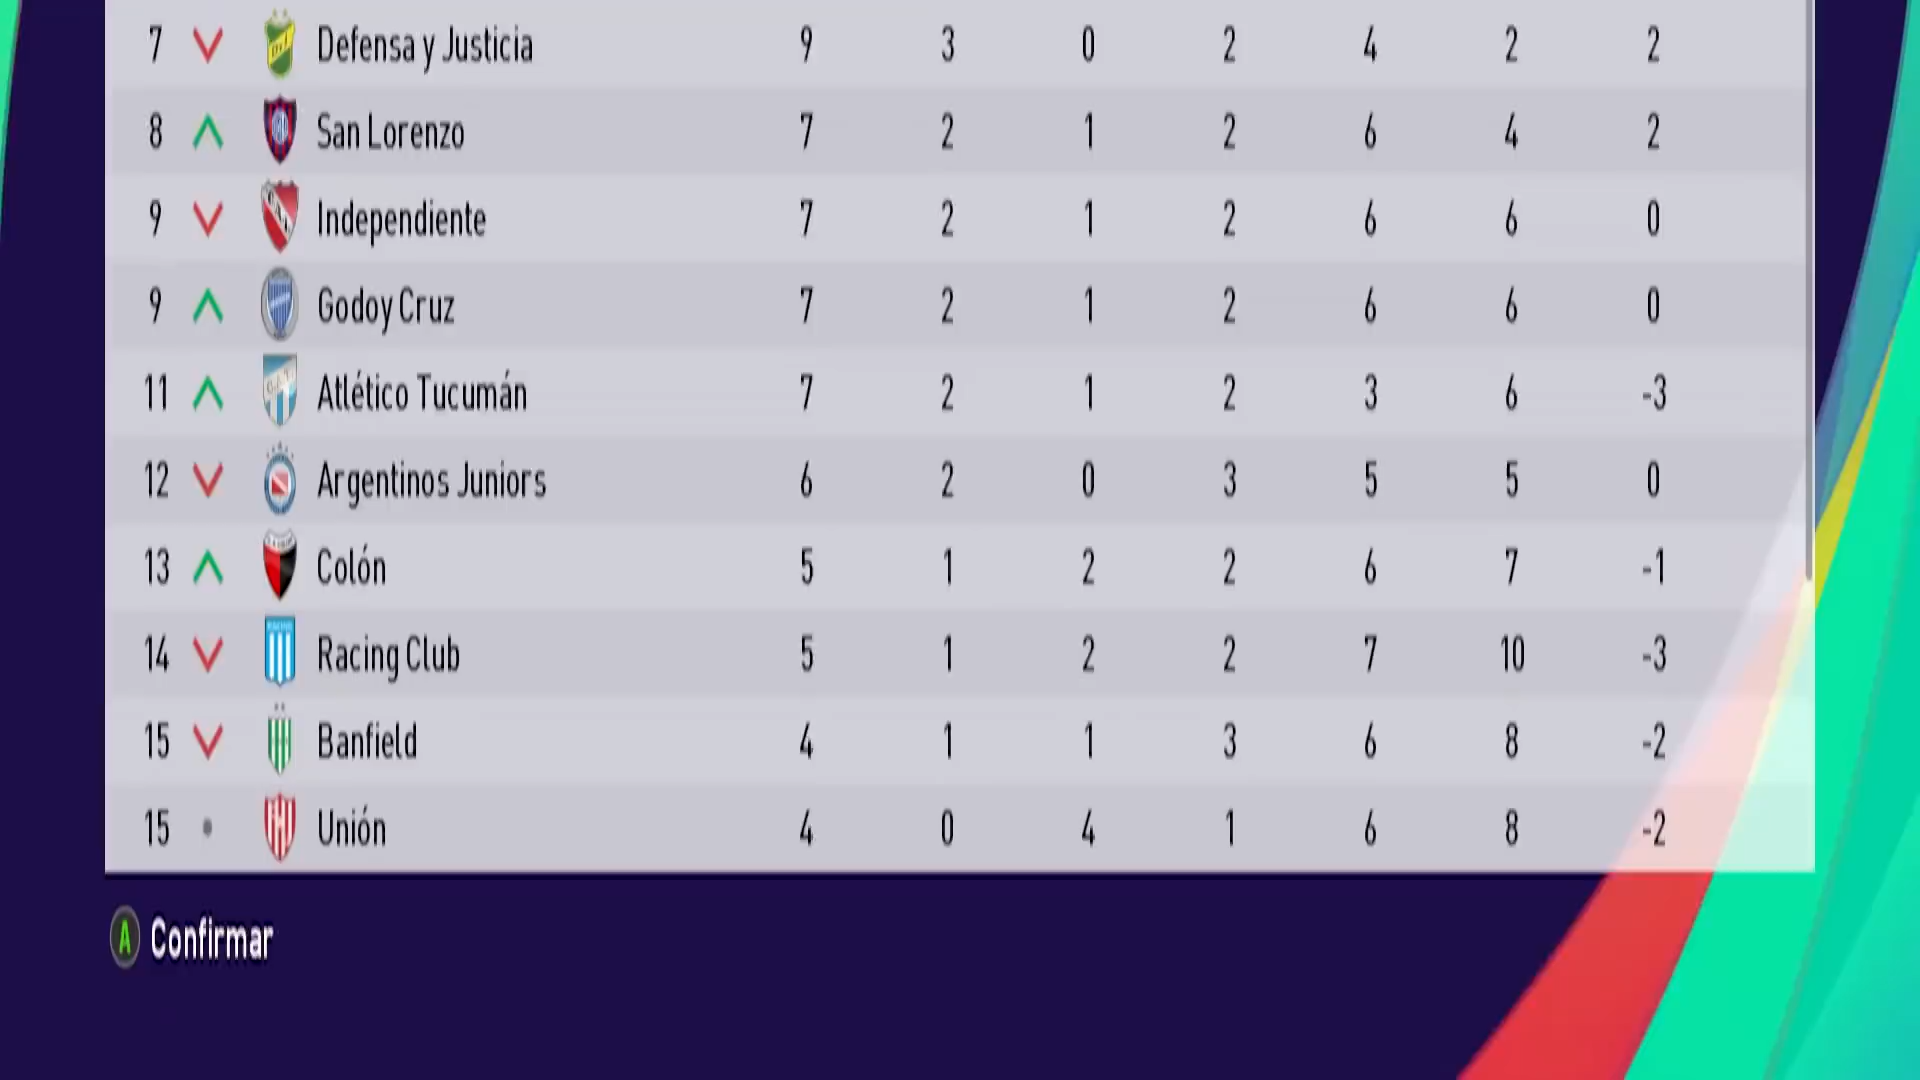 7 Defensa y Justicia 9 3 0 2 4 2 2
8 San Lorenzo 7 2 1 2 6 4 2
9 Independiente 7 2 1 2 6 6 0
9 Godoy Cruz 7 2 1 2 6 6 0
11 Atlético Tucumán 7 2 1 2 3 6 -3
12 Argentinos Juniors 6 2 0 3 5 5 0
13 Colón 5 1 2 2 6 7 -1
14 Racing Club 5 1 2 2 7 10 -3
15 Banfield 4 1 1 3 6 8 -2
15 Unión 4 0 4 1 6 8 -2
A Confirmar